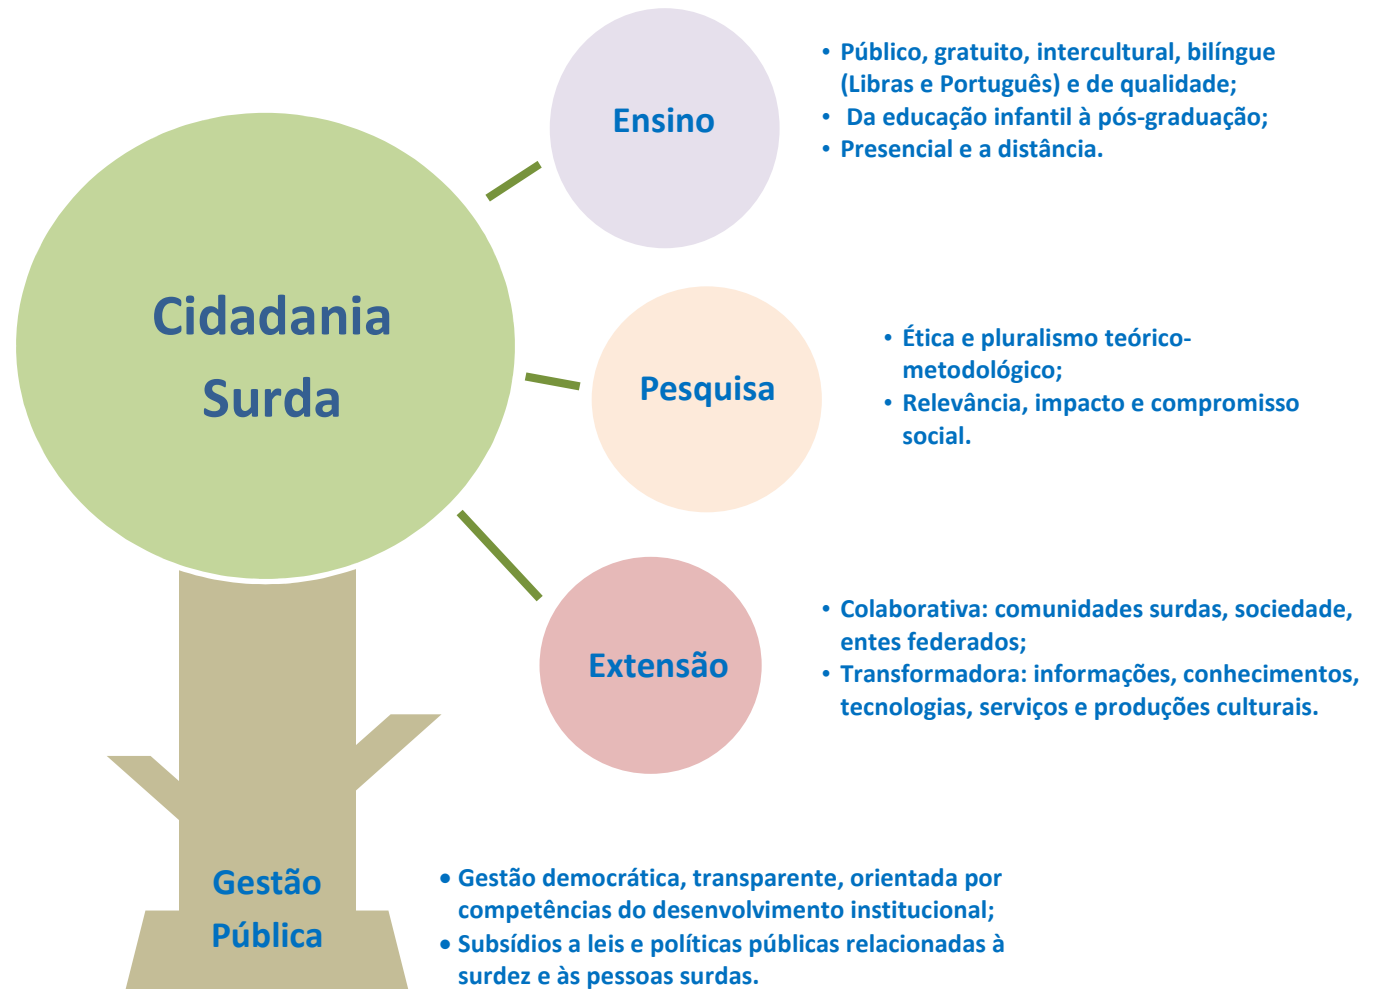 Cidadania
Surda
Ensino
• Público, gratuito, intercultural, bilíngue
(Libras e Português) e de qualidade;
• Da educação infantil à pós-graduação;
• Presencial e a distância.
Pesquisa
• Ética e pluralismo teórico-
metodológico;
• Relevância, impacto e compromisso
social.
Extensão
• Colaborativa: comunidades surdas, sociedade,
entes federados;
• Transformadora: informações, conhecimentos,
tecnologias, serviços e produções culturais.
Gestão
Pública
• Gestão democrática, transparente, orientada por
competências do desenvolvimento institucional;
• Subsídios a leis e políticas públicas relacionadas à
surdez e às pessoas surdas.